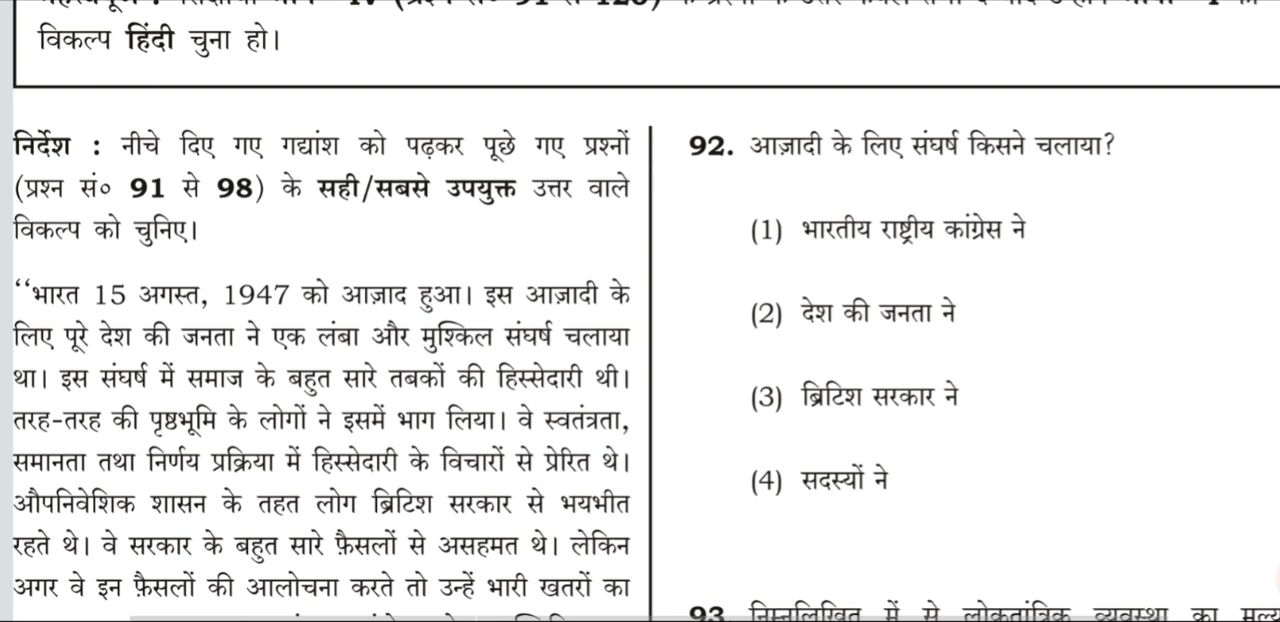 विकल्प हिंदी चुना हो।
निर्देश : नीचे दिए गए गद्यांश को पढ़कर पूछे गए प्रश्नों
(प्रश्न सं० 91 से 98) के सही/सबसे उपयुक्त उत्तर वाले
विकल्प को चुनिए।
“भारत 15 अगस्त, 1947 को आज़ाद हुआ। इस आज़ादी के
लिए पूरे देश की जनता ने एक लंबा और मुश्किल संघर्ष चलाया
था। इस संघर्ष में समाज के बहुत सारे तबकों की हिस्सेदारी थी।
तरह-तरह की पृष्ठभूमि के लोगों ने इसमें भाग लिया। वे स्वतंत्रता,
समानता तथा निर्णय प्रक्रिया में हिस्सेदारी के विचारों से प्रेरित थे।
औपनिवेशिक शासन के तहत लोग ब्रिटिश सरकार से भयभीत
रहते थे। वे सरकार के बहुत सारे फ़ैसलों से असहमत थे। लेकिन
अगर वे इन फ़ैसलों की आलोचना करते तो उन्हें भारी खतरों का
92. आज़ादी के लिए संघर्ष किसने चलाया?
(1) भारतीय राष्ट्रीय कांग्रेस ने
(2) देश की जनता ने
(3) ब्रिटिश सरकार ने
(4) सदस्यों ने
93. निम्नलिखित में से लोकतांत्रिक व्यवस्था का मूल्य